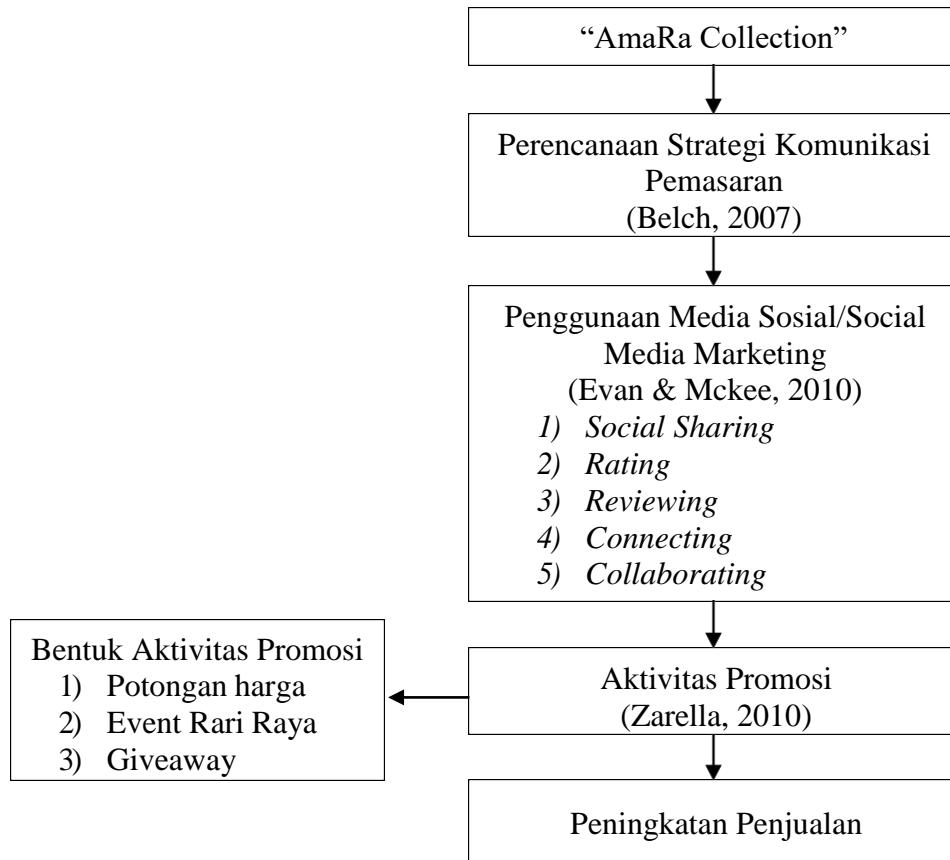 “AmaRa Collection”
Perencanaan Strategi Komunikasi
Pemasaran
(Belch, 2007)
Penggunaan Media Sosial/Social
Media Marketing
(Evan & Mckee, 2010)
1) Social Sharing
2) Rating
3) Reviewing
4) Connecting
5) Collaborating
Bentuk Aktivitas Promosi
1) Potongan harga
2) Event Rari Raya
3) Giveaway
Aktivitas Promosi
(Zarella, 2010)
Peningkatan Penjualan